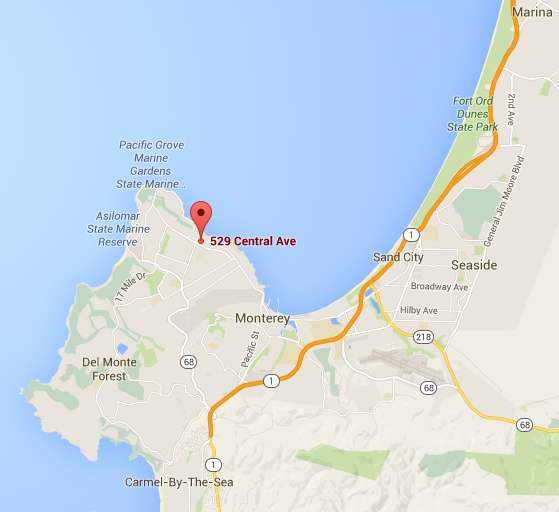 Marina
Fort Ord
Dunes
State Park
2nd Ave
Pacific Grove
Marine
Gardens
State Marine...
General Jim Moore Blvd
Asilomar
State Marine
Reserve
529 Central Ave
1
Sand City
Seaside
17 Mile Dr
Broadway Ave
Hilby Ave
Monterey
Pacific St
218
Del Monte
Forest
68
1
68
68
1
Carmel-By-The-Sea